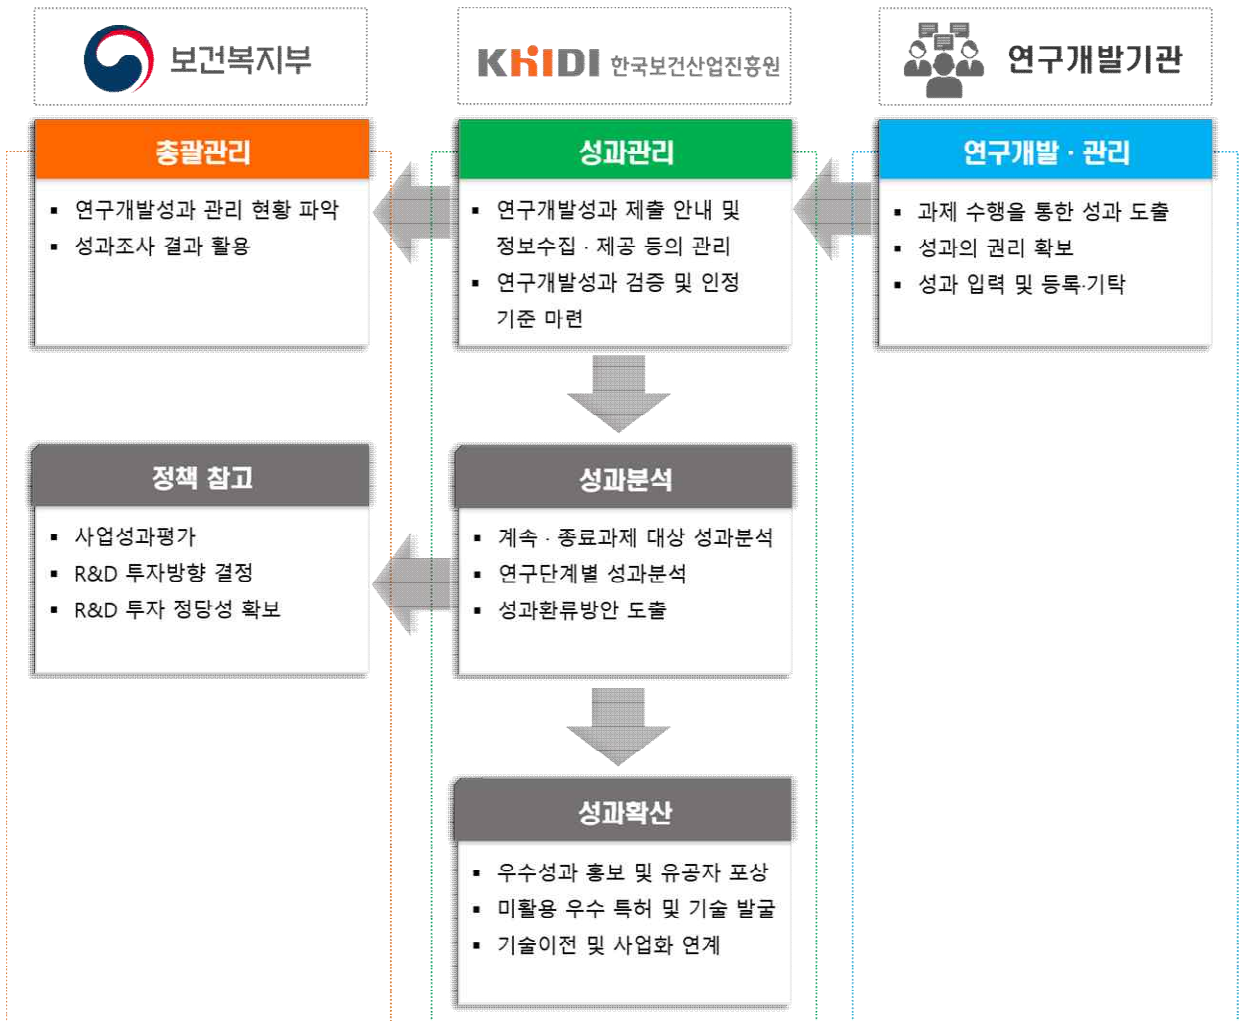 보건복지부
KHIDI 한국보건산업진흥원
연구개발기관
총괄관리
▪ 연구개발성과 관리 현황 파악
▪ 성과조사 결과 활용
성과관리
▪ 연구개발성과 제출 안내 및
정보수집 · 제공 등의 관리
▪ 연구개발성과 검증 및 인정
기준 마련
연구개발 · 관리
▪ 과제 수행을 통한 성과 도출
▪ 성과의 권리 확보
▪ 성과 입력 및 등록·기탁
정책 참고
▪ 사업성과평가
▪ R&D 투자방향 결정
▪ R&D 투자 정당성 확보
성과분석
▪ 계속 · 종료과제 대상 성과분석
▪ 연구단계별 성과분석
▪ 성과환류방안 도출
성과확산
▪ 우수성과 홍보 및 유공자 포상
▪ 미활용 우수 특허 및 기술 발굴
▪ 기술이전 및 사업화 연계